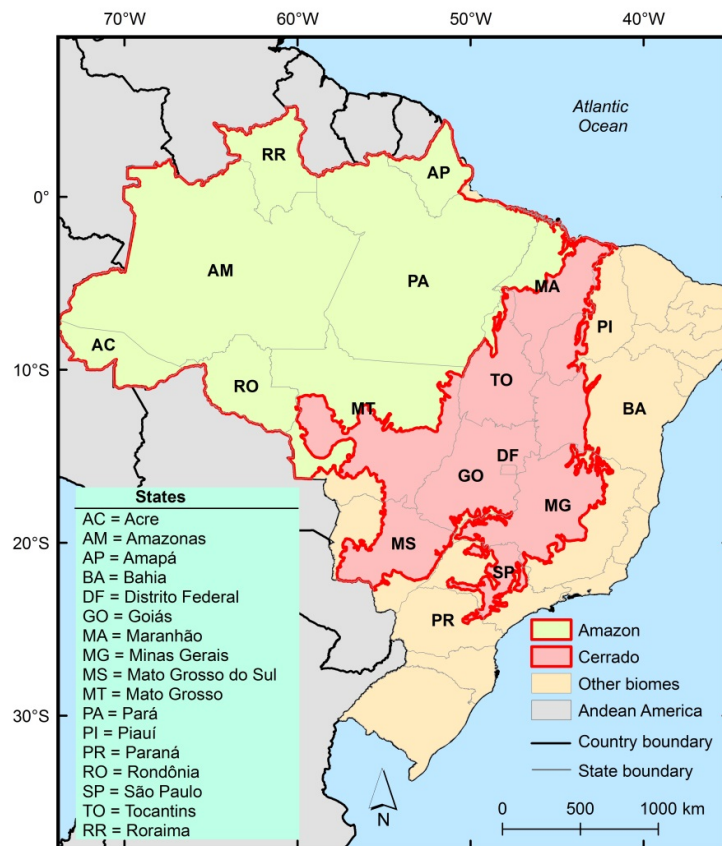 70°W 60°W 50°W 40°W
Atlantic
Ocean
RR
AP
0°
AM
PA
MA
PI
AC
10°S
RO
TO
MT
BA
DF
GO
MG
States
AC = Acre
AM = Amazonas
AP = Amapá
BA = Bahia
DF = Distrito Federal
GO = Goiás
MA = Maranhão
MG = Minas Gerais
MS = Mato Grosso do Sul
MT = Mato Grosso
PA = Pará
PI = Piauí
PR = Paraná
RO = Rondônia
SP = São Paulo
TO = Tocantins
RR = Roraima
20°S
MS
SP
PR
30°S
Amazon
Cerrado
Other biomes
Andean America
Country boundary
State boundary
N
0 500 1000 km